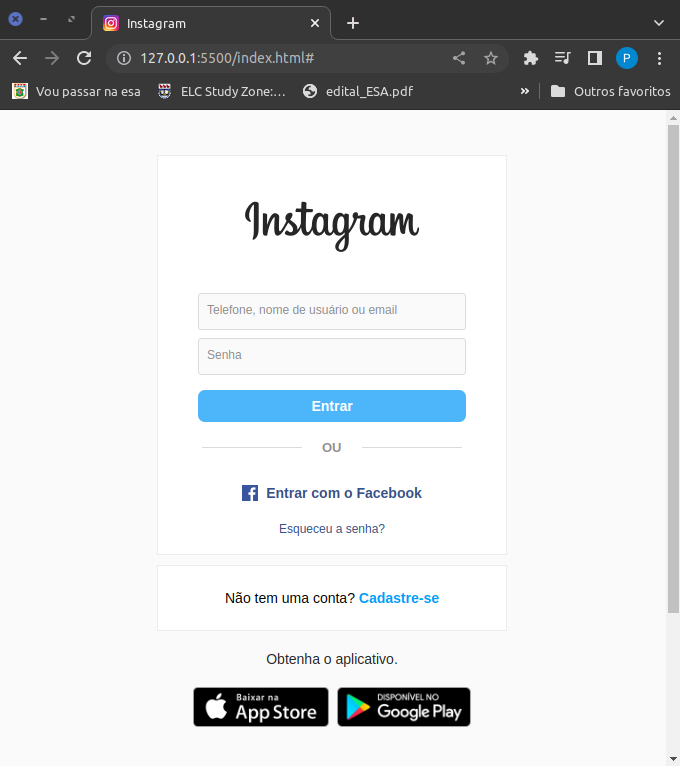 Instagram
127.0.0.1:5500/index.html#
P
Vou passar na esa
ELC Study Zone:...
edital_ESA.pdf
»
Outros favoritos
Instagram
Telefone, nome de usuário ou email
Senha
Entrar
OU
Entrar com o Facebook
Esqueceu a senha?
Não tem uma conta? Cadastre-se
Obtenha o aplicativo.
Baixar na
App Store
DISPONÍVEL NO
Google Play